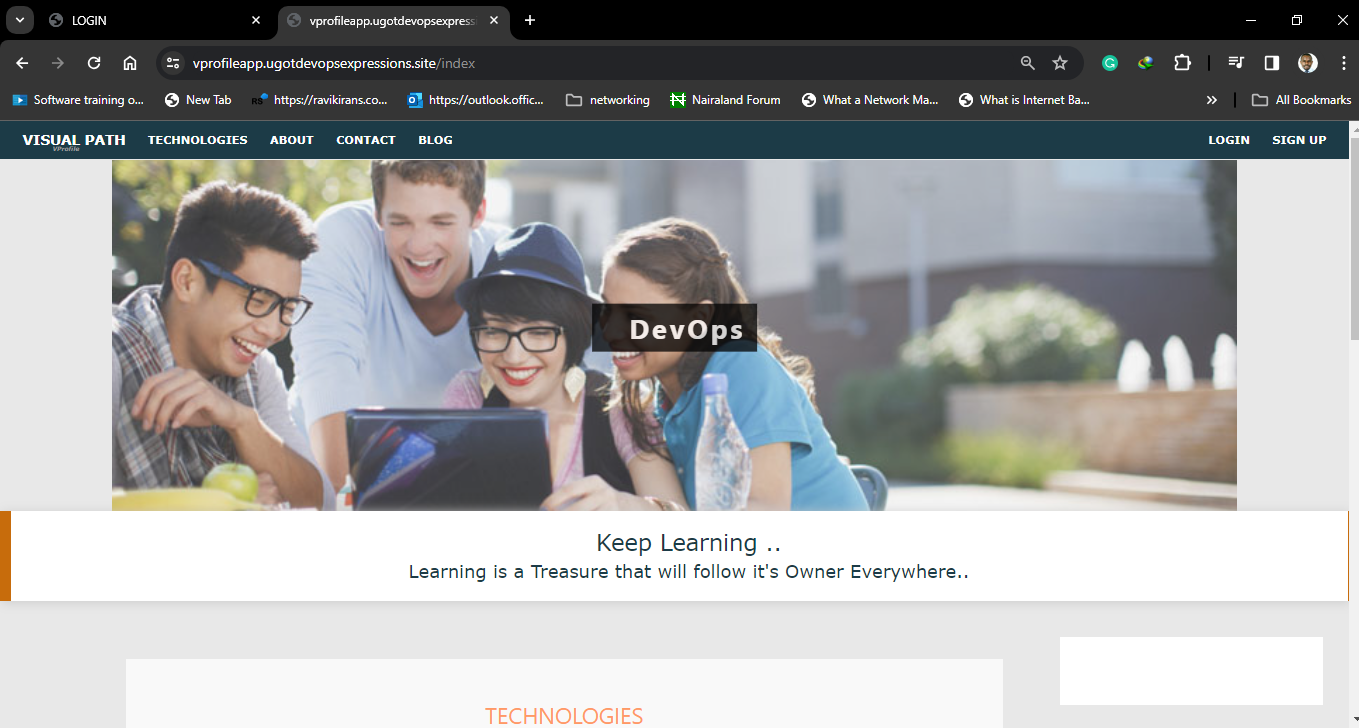 LOGIN
vprofileapp.ugotdevopsexpressi
vprofileapp.ugotdevopsexpressions.site/index
Software training o...
New Tab
https://ravikirans.co...
https://outlook.offic...
networking
Nairaland Forum
What a Network Ma...
What is Internet Ba...
All Bookmarks
VISUAL PATH
VProfile
TECHNOLOGIES
ABOUT
CONTACT
BLOG
LOGIN
SIGN UP
DevOps
Keep Learning ..
Learning is a Treasure that will follow it's Owner Everywhere..
TECHNOLOGIES